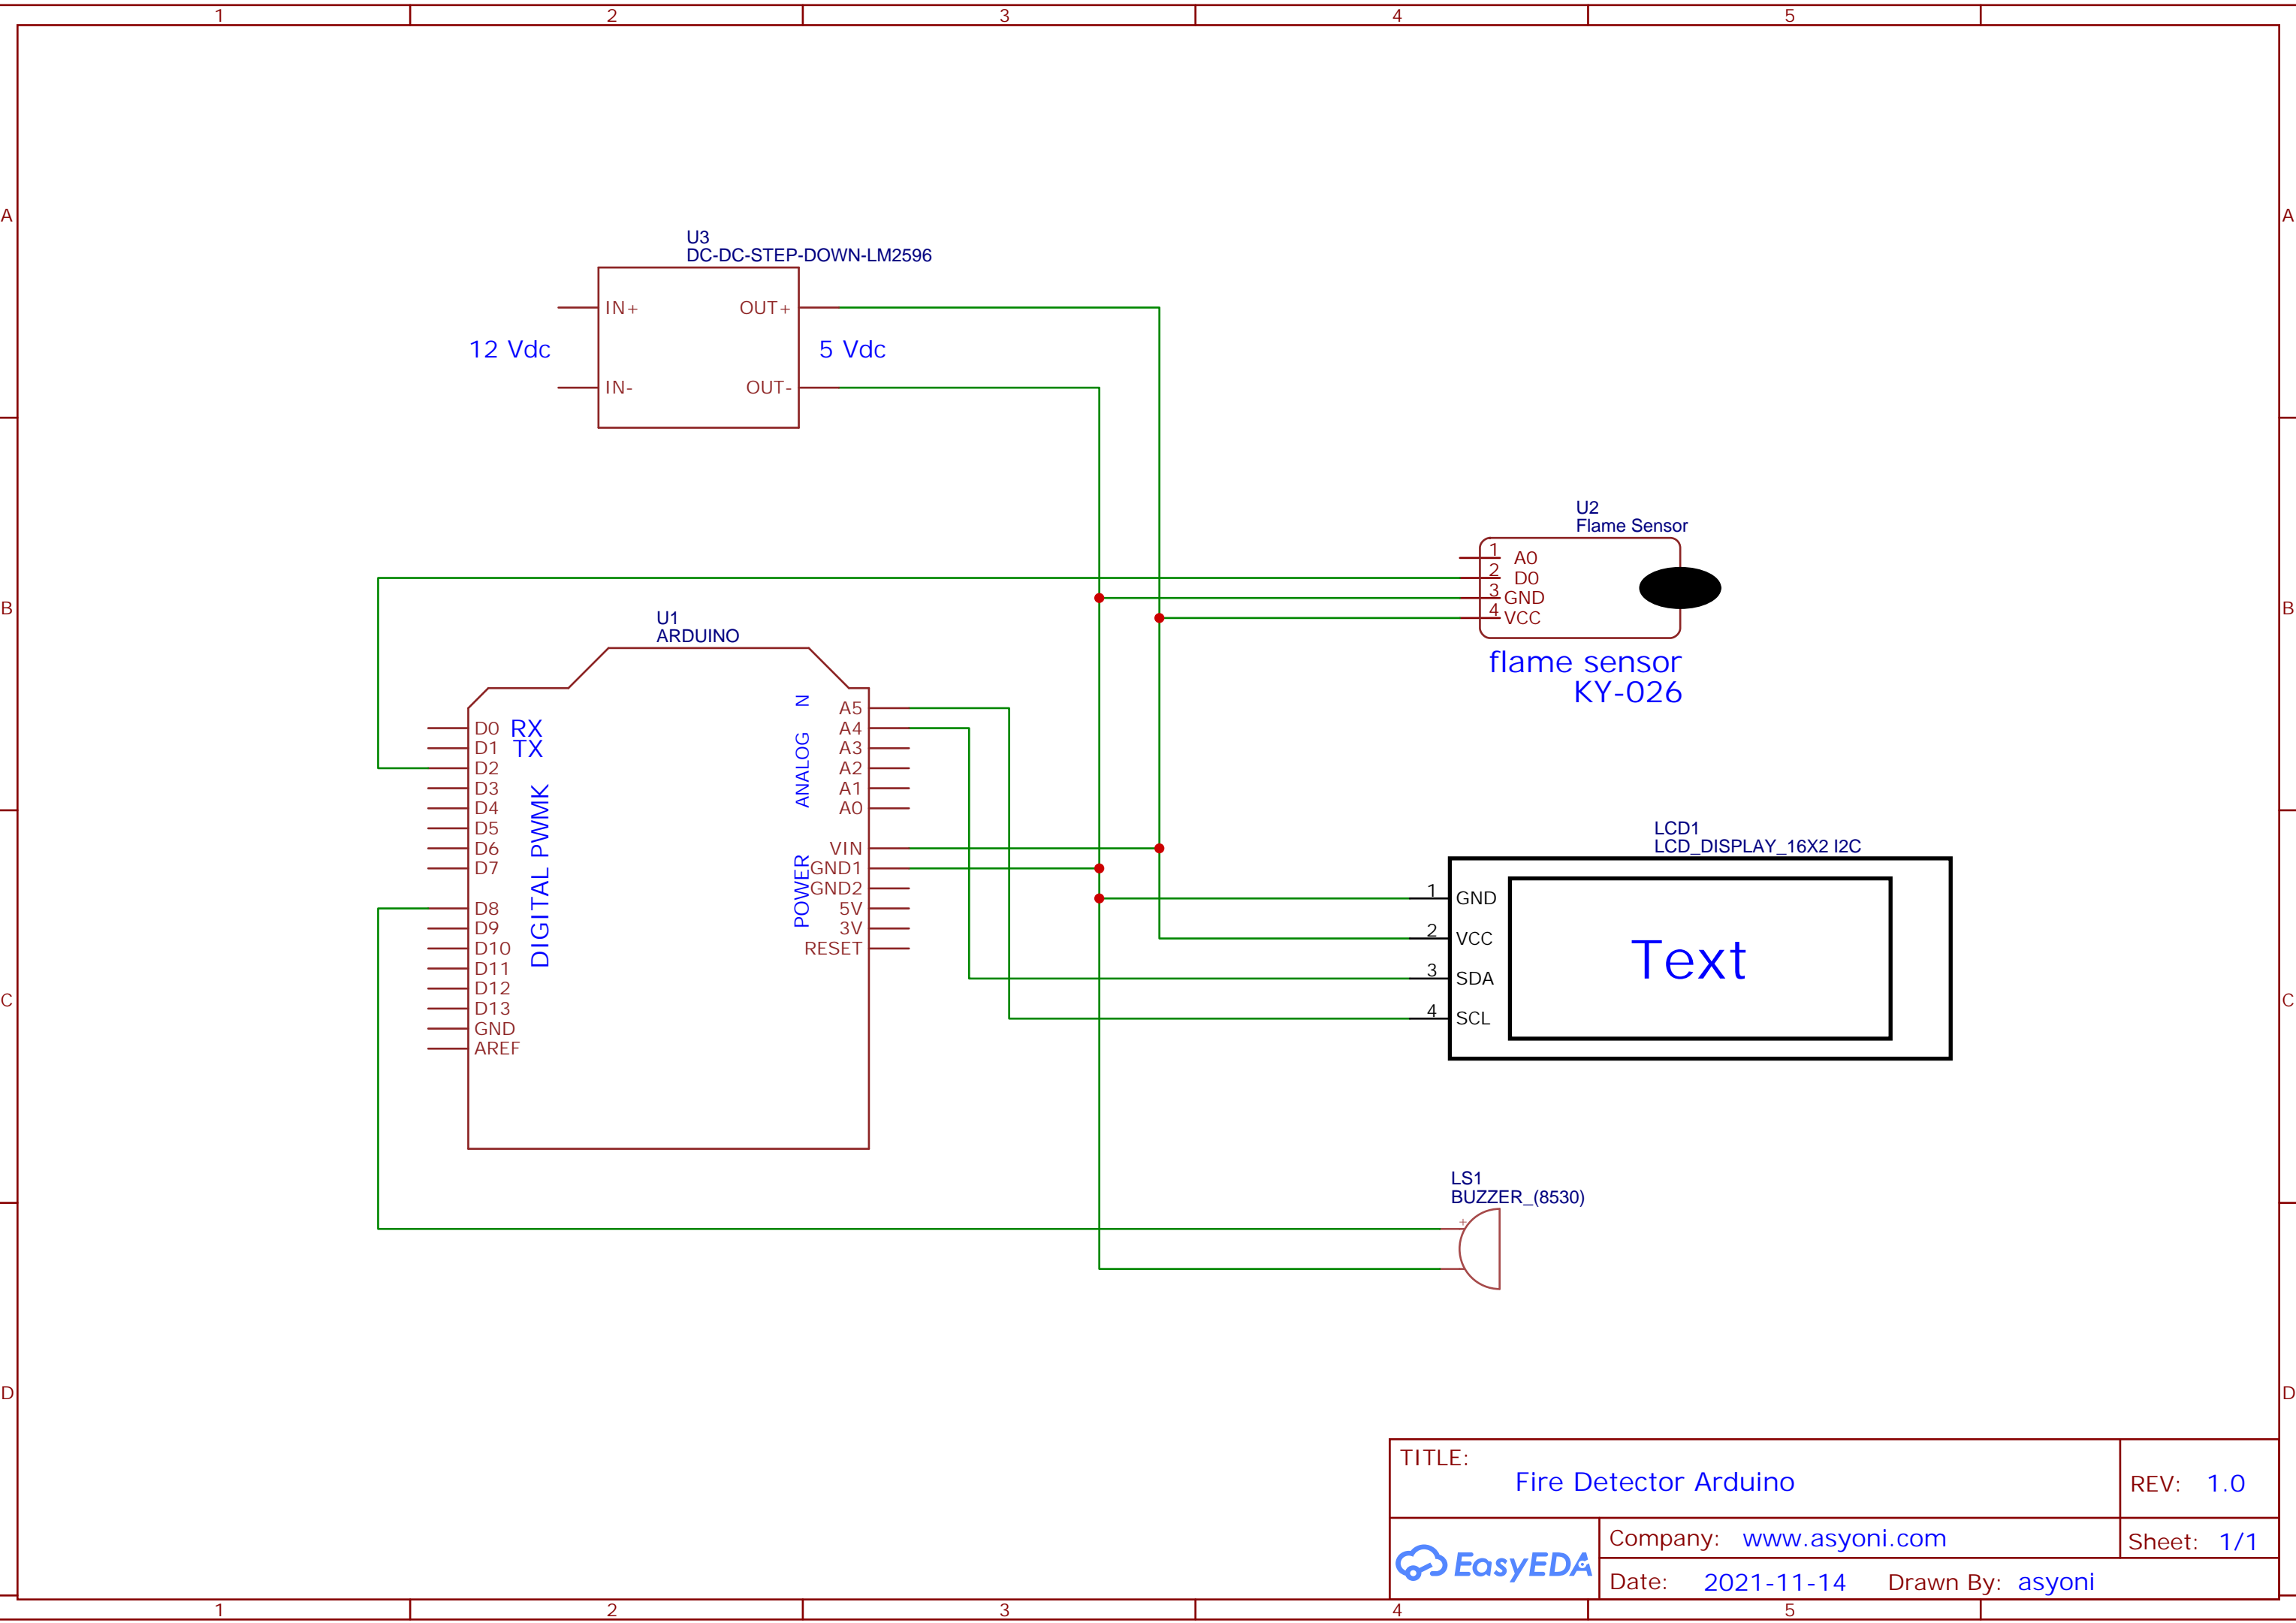 1 2 3 4 5
A A
U3
DC-DC-STEP-DOWN-LM2596
IN+ OUT+
12 Vdc 5 Vdc
IN- OUT-
U2
Flame Sensor
1 A0
2 D0
3 GND
4 VCC
B B
flame sensor
KY-026
U1
ARDUINO
D0 RX
D1 TX
D2
D3
D4
D5
D6
D7
D8
D9
D10
D11
D12
D13
GND
AREF
DIGITAL PWMK
ANALOG N
POWER
A5
A4
A3
A2
A1
A0
VIN
GND1
GND2
5V
3V
RESET
LCD1
LCD_DISPLAY_16X2 I2C
1 GND
2 VCC
3 SDA
4 SCL
Text
C C
LS1
BUZZER_(8530)
+
D D
TITLE:
Fire Detector Arduino
REV: 1.0
EasyEDA
Company: www.asyoni.com
Sheet: 1/1
Date: 2021-11-14 Drawn By: asyoni
1 2 3 4 5